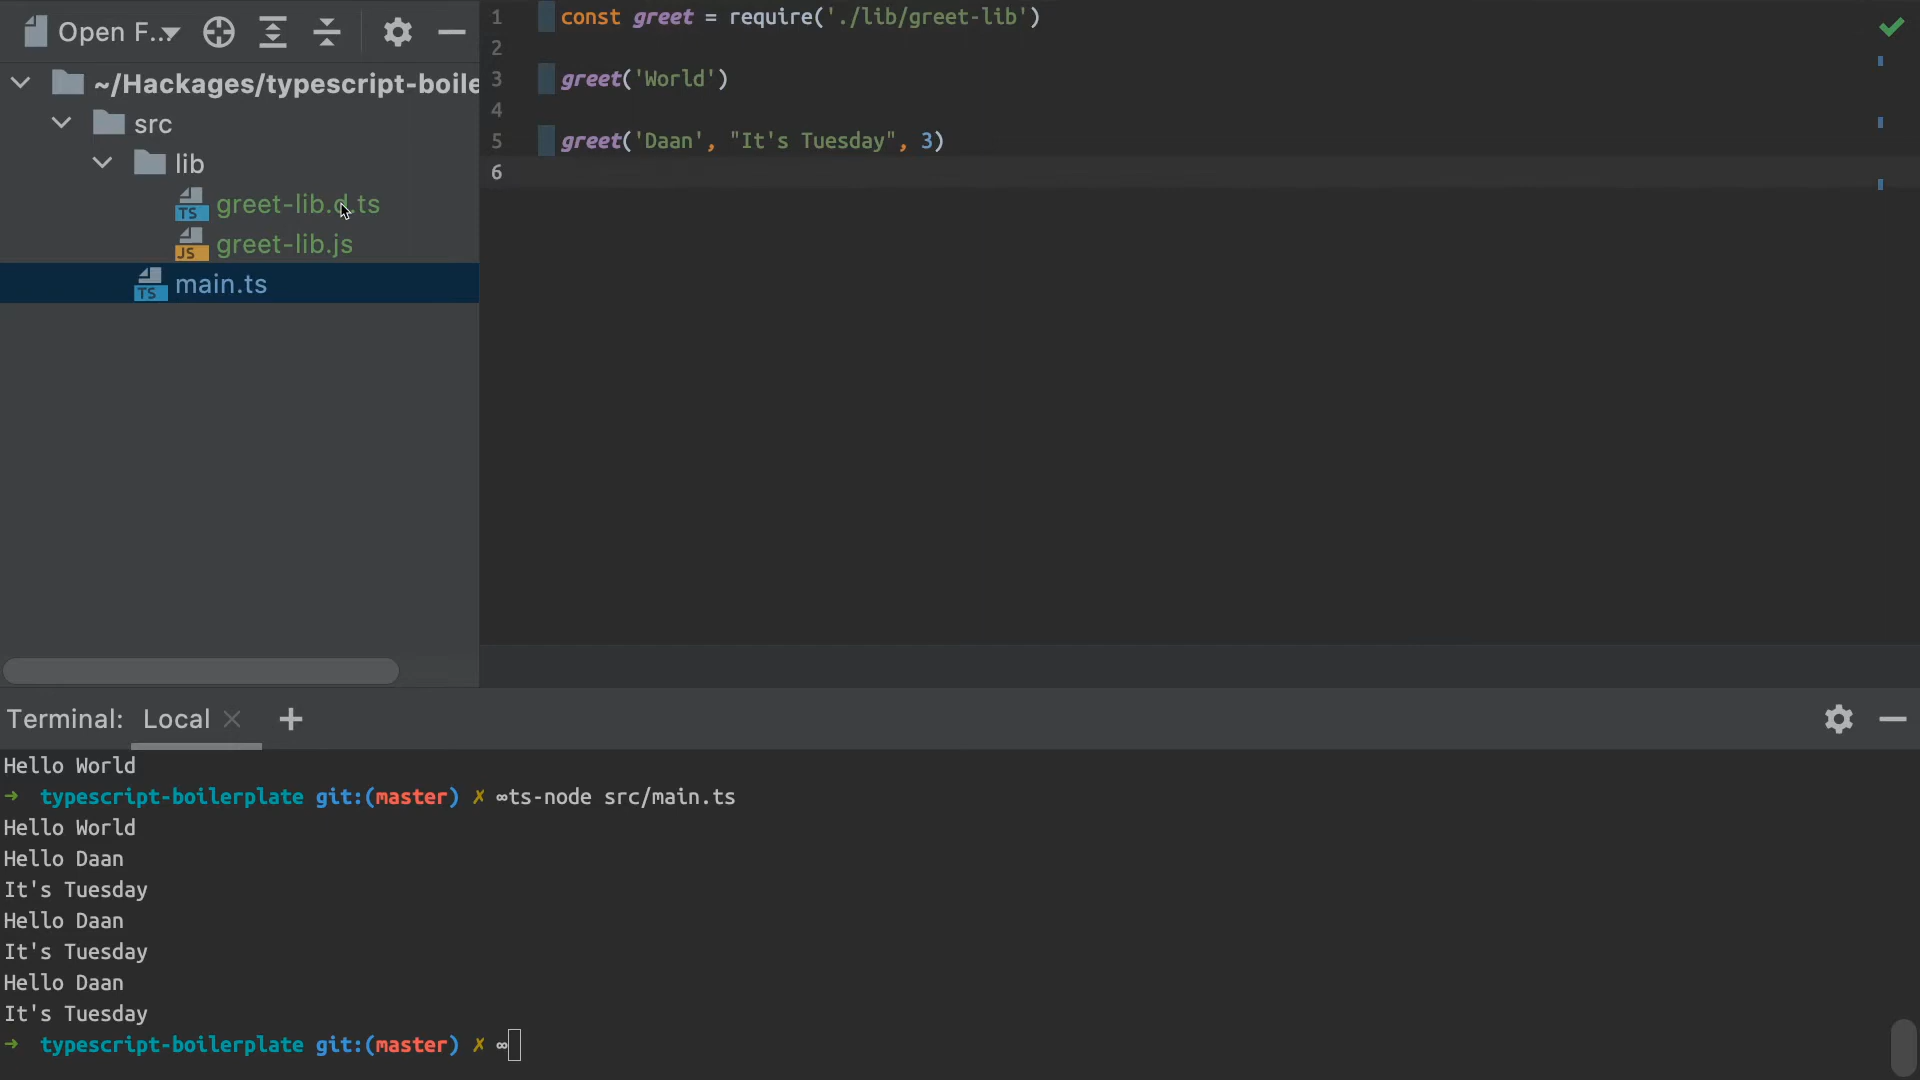 Open F...
~/Hackages/typescript-boile
src
lib
TS greet-lib.d.ts
JS greet-lib.js
TS main.ts
1 const greet = require('./lib/greet-lib')
2
3 greet('World')
4
5 greet('Daan', "It's Tuesday", 3)
6
Terminal: Local
Hello World
→ typescript-boilerplate git:(master) ✗ ∞ts-node src/main.ts
Hello World
Hello Daan
It's Tuesday
Hello Daan
It's Tuesday
Hello Daan
It's Tuesday
→ typescript-boilerplate git:(master) ✗ ∞